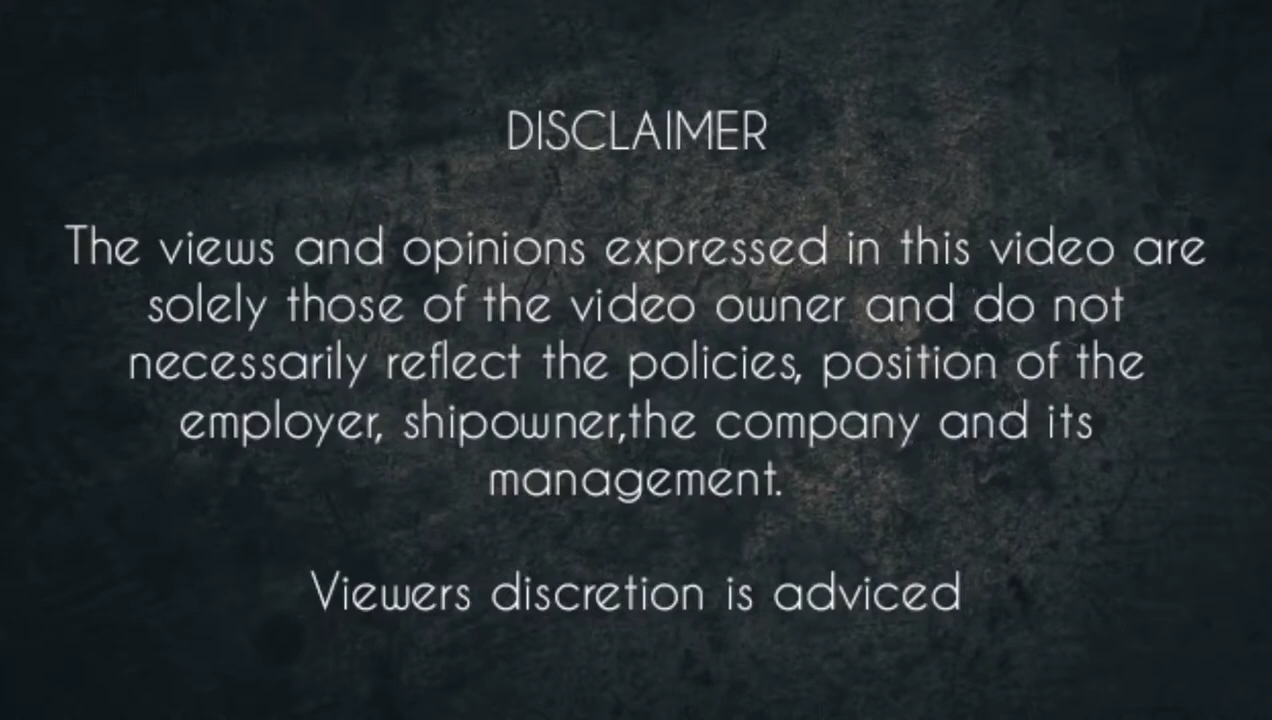 DISCLAIMER
The views and opinions expressed in this video are
solely those of the video owner and do not
necessarily reflect the policies, position of the
employer, shipowner,the company and its
management.
Viewers discretion is adviced